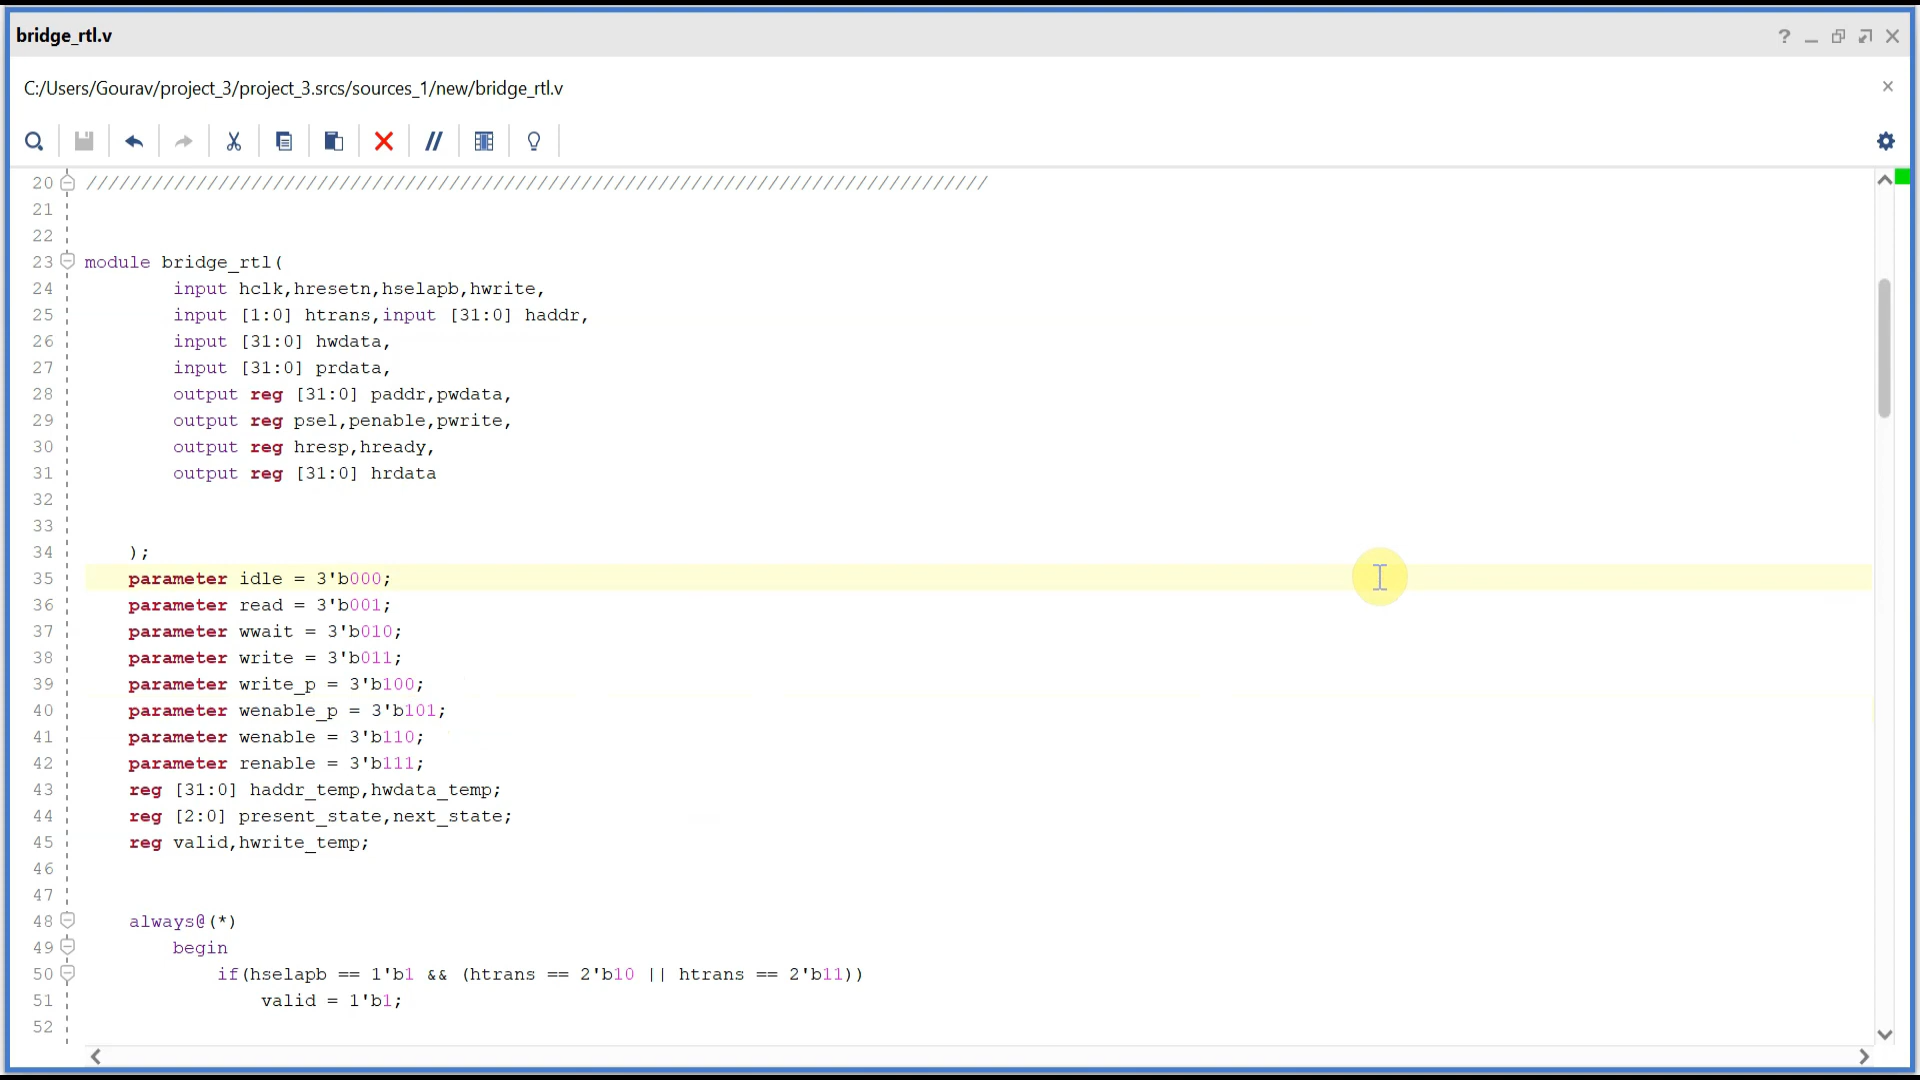 bridge_rtl.v
C:/Users/Gourav/project_3/project_3.srcs/sources_1/new/bridge_rtl.v
20 //////////////////////////////////////////////////////////////////////////////////
21
22
23 module bridge_rtl(
24 input hclk,hresetn,hselapb,hwrite,
25 input [1:0] htrans,input [31:0] haddr,
26 input [31:0] hwdata,
27 input [31:0] prdata,
28 output reg [31:0] paddr,pwdata,
29 output reg psel,penable,pwrite,
30 output reg hresp,hready,
31 output reg [31:0] hrdata
32
33
34 );
35 parameter idle = 3'b000;
36 parameter read = 3'b001;
37 parameter wwait = 3'b010;
38 parameter write = 3'b011;
39 parameter write_p = 3'b100;
40 parameter wenable_p = 3'b101;
41 parameter wenable = 3'b110;
42 parameter renable = 3'b111;
43 reg [31:0] haddr_temp,hwdata_temp;
44 reg [2:0] present_state,next_state;
45 reg valid,hwrite_temp;
46
47
48 always@(*)
49 begin
50 if(hselapb == 1'b1 && (htrans == 2'b10 || htrans == 2'b11))
51 valid = 1'b1;
52